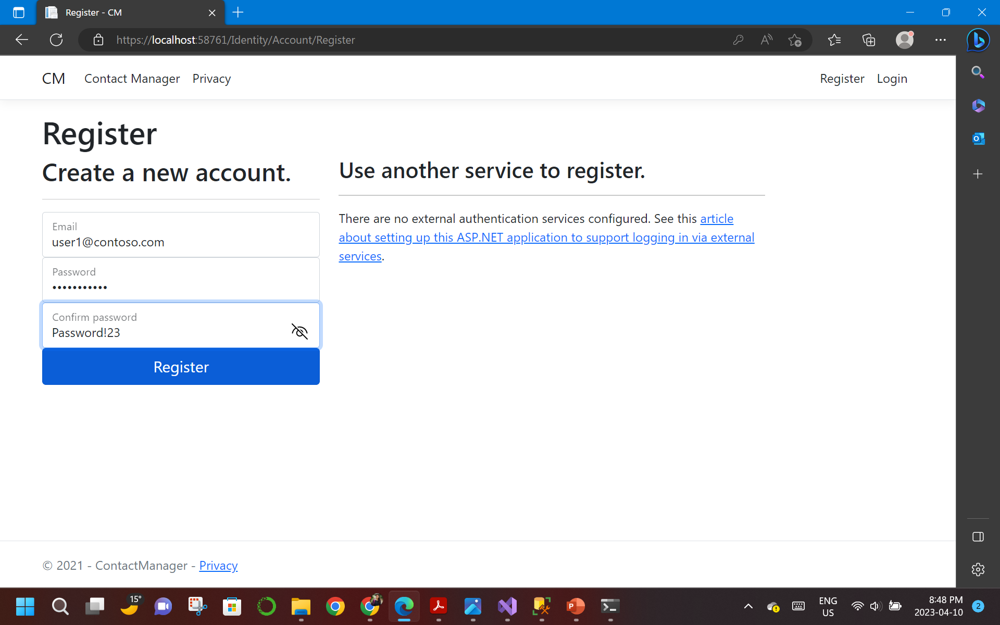 Register - CM
https://localhost:58761/Identity/Account/Register
CM Contact Manager Privacy Register Login
Register
Create a new account.
Email
user1@contoso.com
Password
•••••••••••
Confirm password
Password!23
Register
Use another service to register.
There are no external authentication services configured. See this article
about setting up this ASP.NET application to support logging in via external
services.
© 2021 - ContactManager - Privacy
15°
ENG
US
8:48 PM
2023-04-10
2